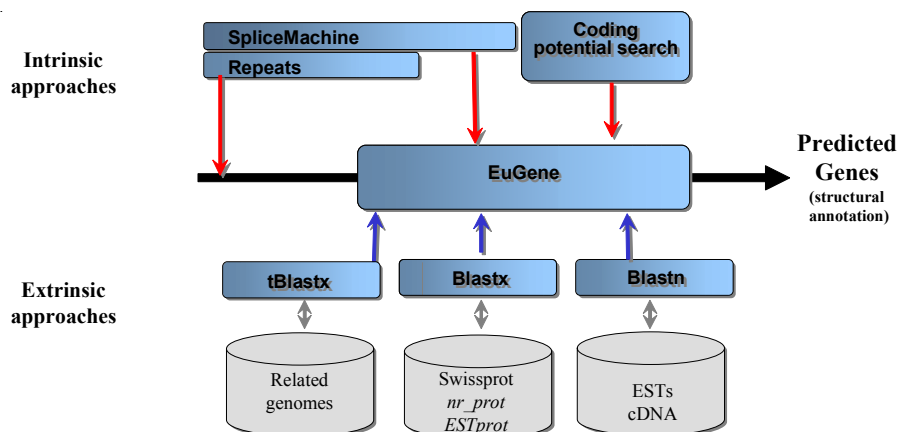 Intrinsic
approaches
SpliceMachine
Repeats
Coding
potential search
EuGene
Predicted
Genes
(structural
annotation)
Extrinsic
approaches
tBlastx
Blastx
Blastn
Related
genomes
Swissprot
nr_prot
ESTprot
ESTs
cDNA